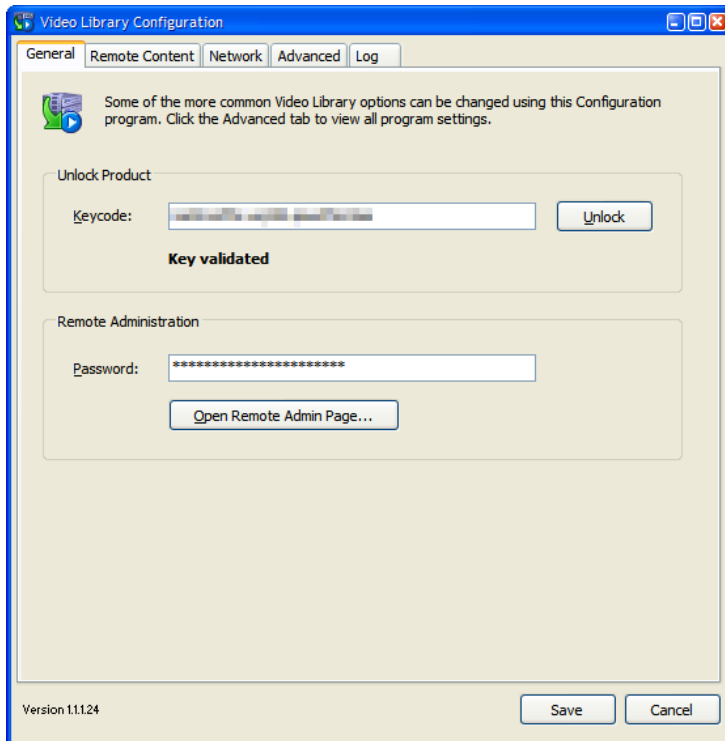 Video Library Configuration
General Remote Content Network Advanced Log
Some of the more common Video Library options can be changed using this Configuration
program. Click the Advanced tab to view all program settings.
Unlock Product
Keycode:
Unlock
Key validated
Remote Administration
Password: **********************
Open Remote Admin Page...
Version 1.1.1.24
Save Cancel